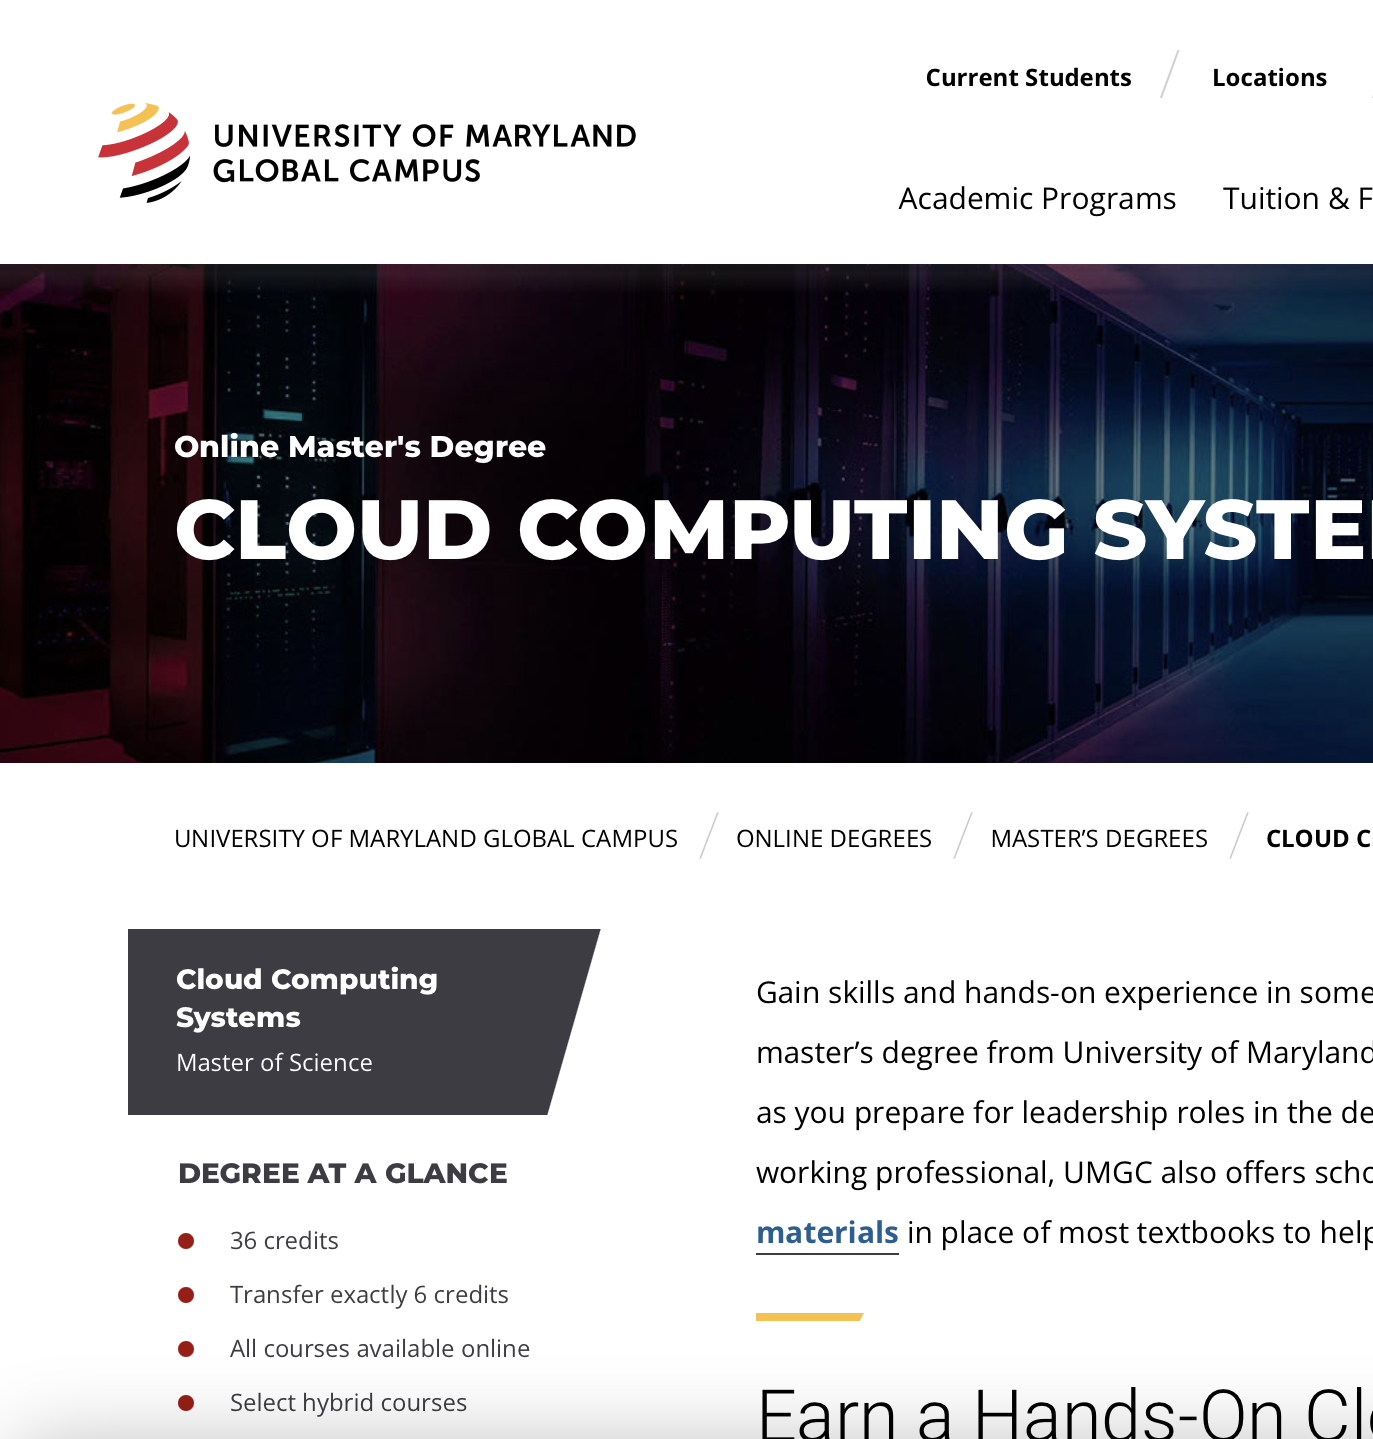 Current Students
Locations
UNIVERSITY OF MARYLAND
GLOBAL CAMPUS
Academic Programs
Tuition & F
Online Master's Degree
CLOUD COMPUTING SYSTE
UNIVERSITY OF MARYLAND GLOBAL CAMPUS
ONLINE DEGREES
MASTER’S DEGREES
CLOUD C
Cloud Computing
Systems
Master of Science
DEGREE AT A GLANCE
36 credits
Transfer exactly 6 credits
All courses available online
Select hybrid courses
Gain skills and hands-on experience in some
master’s degree from University of Maryland
as you prepare for leadership roles in the de
working professional, UMGC also offers scho
materials in place of most textbooks to help
Earn a Hands-On Clo